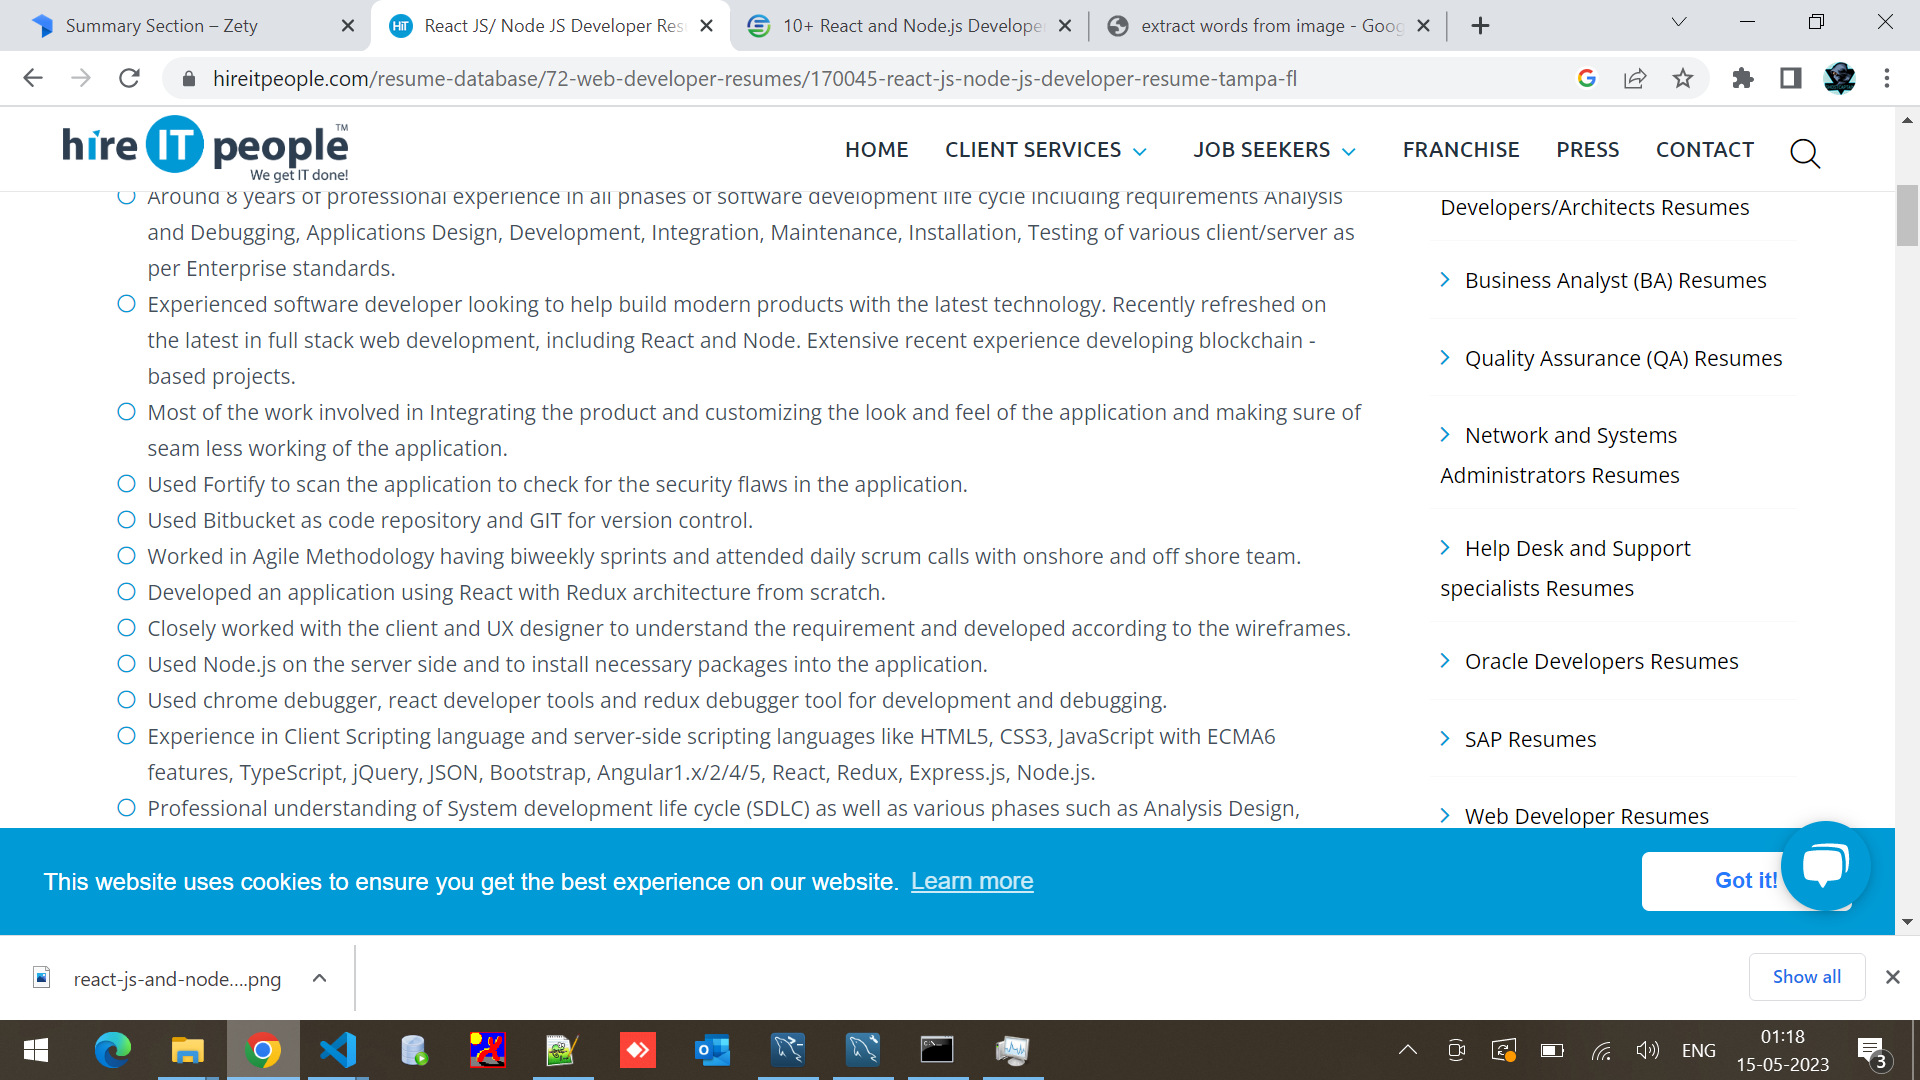 Summary Section – Zety
React JS/ Node JS Developer Res
10+ React and Node.js Developer
extract words from image - Goog
hireitpeople.com/resume-database/72-web-developer-resumes/170045-react-js-node-js-developer-resume-tampa-fl
hire IT people™
We get IT done!
HOME CLIENT SERVICES JOB SEEKERS FRANCHISE PRESS CONTACT
Around 8 years of professional experience in all phases of software development life cycle including requirements Analysis
and Debugging, Applications Design, Development, Integration, Maintenance, Installation, Testing of various client/server as
per Enterprise standards.
Experienced software developer looking to help build modern products with the latest technology. Recently refreshed on
the latest in full stack web development, including React and Node. Extensive recent experience developing blockchain -
based projects.
Most of the work involved in Integrating the product and customizing the look and feel of the application and making sure of
seam less working of the application.
Used Fortify to scan the application to check for the security flaws in the application.
Used Bitbucket as code repository and GIT for version control.
Worked in Agile Methodology having biweekly sprints and attended daily scrum calls with onshore and off shore team.
Developed an application using React with Redux architecture from scratch.
Closely worked with the client and UX designer to understand the requirement and developed according to the wireframes.
Used Node.js on the server side and to install necessary packages into the application.
Used chrome debugger, react developer tools and redux debugger tool for development and debugging.
Experience in Client Scripting language and server-side scripting languages like HTML5, CSS3, JavaScript with ECMA6
features, TypeScript, jQuery, JSON, Bootstrap, Angular1.x/2/4/5, React, Redux, Express.js, Node.js.
Professional understanding of System development life cycle (SDLC) as well as various phases such as Analysis Design,
Developers/Architects Resumes
Business Analyst (BA) Resumes
Quality Assurance (QA) Resumes
Network and Systems
Administrators Resumes
Help Desk and Support
specialists Resumes
Oracle Developers Resumes
SAP Resumes
Web Developer Resumes
This website uses cookies to ensure you get the best experience on our website. Learn more
Got it!
react-js-and-node....png
Show all
ENG
01:18
15-05-2023
3